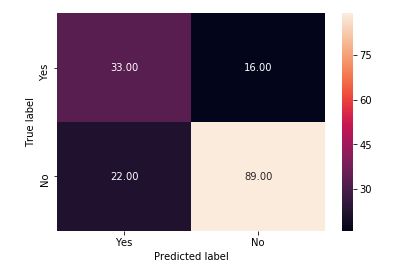 Yes
No
True label
33.00
16.00
22.00
89.00
Yes
No
Predicted label
75
60
45
30